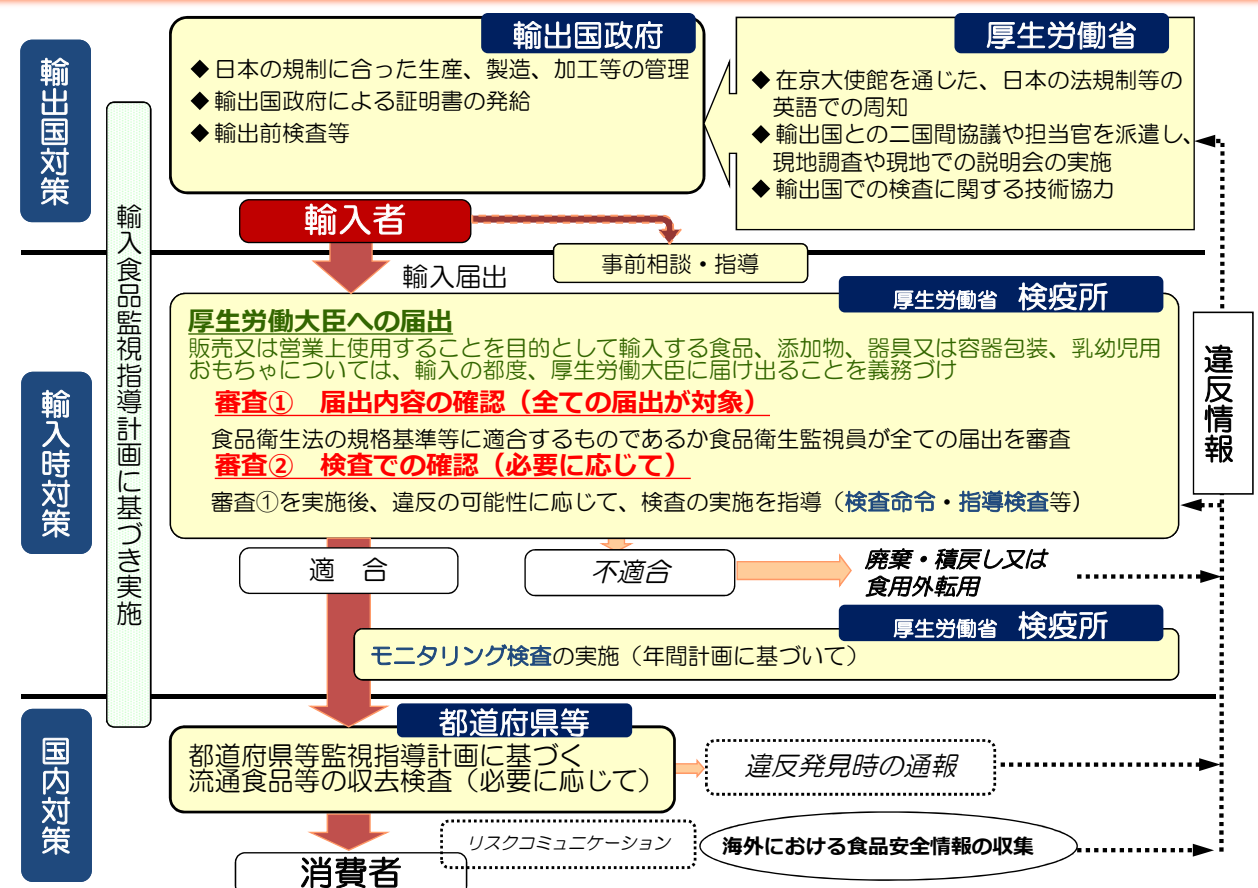 輸出国対策
輸出国政府
◆日本の規制に合った生産、製造、加工等の管理
◆輸出国政府による証明書の発給
◆輸出前検査等
厚生労働省
◆在京大使館を通じた、日本の法規制等の
英語での周知
◆輸出国との二国間協議や担当官を派遣し、
現地調査や現地での説明会の実施
◆輸出国での検査に関する技術協力
輸入食品監視指導計画に基づき実施
輸入者
事前相談・指導
輸入届出
輸入時対策
厚生労働省 検疫所
厚生労働大臣への届出
販売又は営業上使用することを目的として輸入する食品、添加物、器具又は容器包装、乳幼児用
おもちゃについては、輸入の都度、厚生労働大臣に届け出ることを義務づけ
審査① 届出内容の確認（全ての届出が対象）
食品衛生法の規格基準等に適合するものであるか食品衛生監視員が全ての届出を審査
審査② 検査での確認（必要に応じて）
審査①を実施後、違反の可能性に応じて、検査の実施を指導（検査命令・指導検査等）
違反情報
適 合
不適合
廃棄・積戻し又は
食用外転用
厚生労働省 検疫所
モニタリング検査の実施（年間計画に基づいて）
国内対策
都道府県等
都道府県等監視指導計画に基づく
流通食品等の収去検査（必要に応じて）
違反発見時の通報
リスクコミュニケーション
海外における食品安全情報の収集
消費者